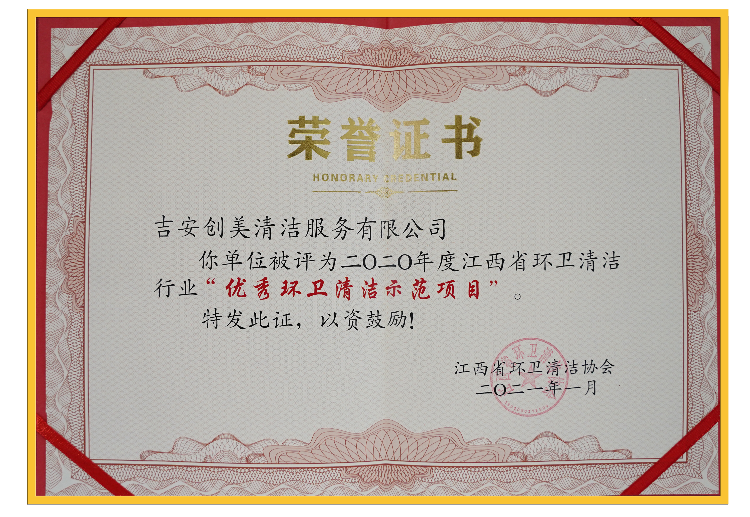 荣誉证书
HONORARY CREDENTIAL
吉安创美清洁服务有限公司
你单位被评为二〇二〇年度江西省环卫清洁
行业“优秀环卫清洁示范项目”。
特发此证，以资鼓励！
江西省环卫清洁协会
二〇二一年一月